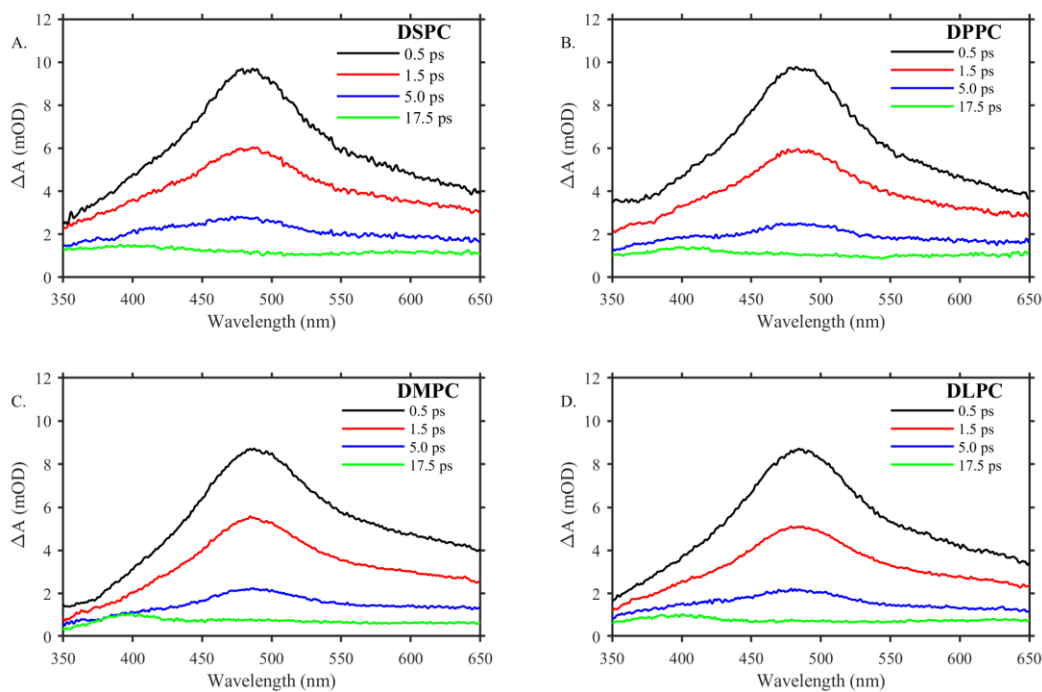 A.
DSPC
0.5 ps
1.5 ps
5.0 ps
17.5 ps
12
10
8
6
4
2
0
ΔA (mOD)
350 400 450 500 550 600 650
Wavelength (nm)
B.
DPPC
0.5 ps
1.5 ps
5.0 ps
17.5 ps
12
10
8
6
4
2
0
ΔA (mOD)
350 400 450 500 550 600 650
Wavelength (nm)
C.
DMPC
0.5 ps
1.5 ps
5.0 ps
17.5 ps
12
10
8
6
4
2
0
ΔA (mOD)
350 400 450 500 550 600 650
Wavelength (nm)
D.
DLPC
0.5 ps
1.5 ps
5.0 ps
17.5 ps
12
10
8
6
4
2
0
ΔA (mOD)
350 400 450 500 550 600 650
Wavelength (nm)